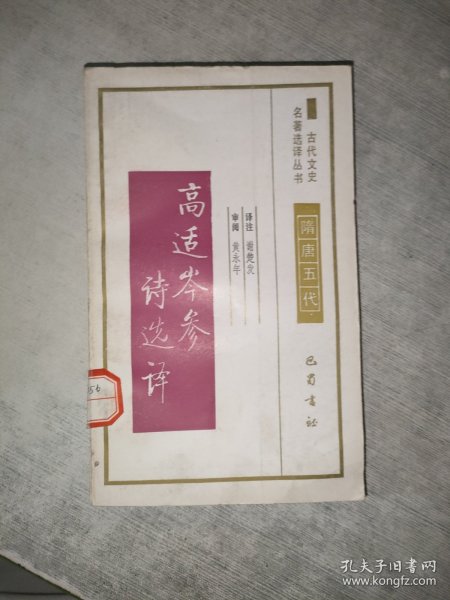 古代文史
名著选译丛书
隋唐五代
巴蜀书社
译注 谢楚发
审阅 黄永年
高适岑参
诗选译
56
孔夫子旧书网
www.kongfz.com